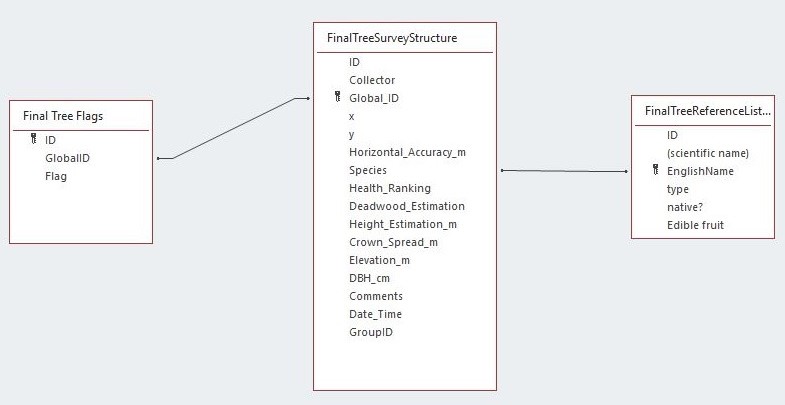 Final Tree Flags
ID
GlobalID
Flag
FinalTreeSurveyStructure
ID
Collector
Global_ID
x
y
Horizontal_Accuracy_m
Species
Health_Ranking
Deadwood_Estimation
Height_Estimation_m
Crown_Spread_m
Elevation_m
DBH_cm
Comments
Date_Time
GroupID
FinalTreeReferenceList...
ID
(scientific name)
EnglishName
type
native?
Edible fruit